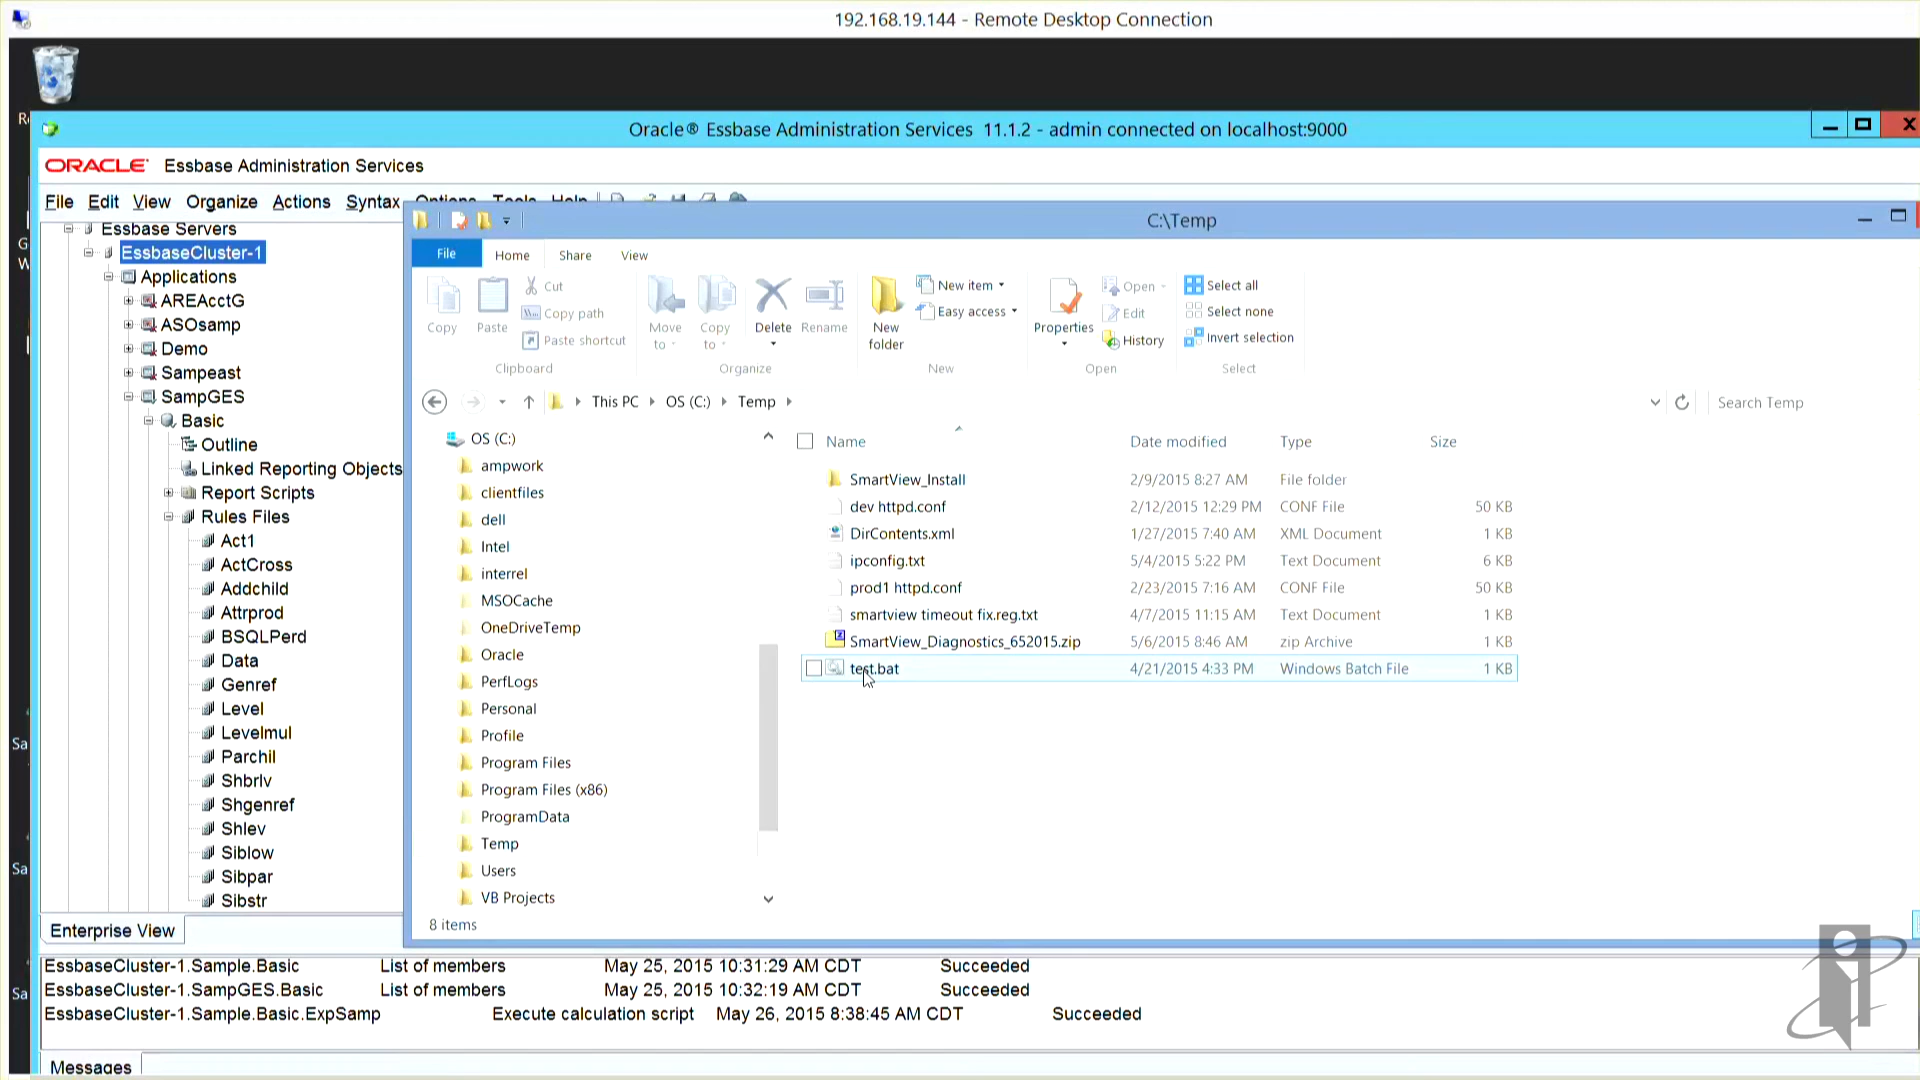 192.168.19.144 - Remote Desktop Connection
R
Oracle® Essbase Administration Services 11.1.2 - admin connected on localhost:9000
ORACLE Essbase Administration Services
File Edit View Organize Actions Syntax Options Tools Help
Essbase Servers
EssbaseCluster-1
Applications
AREAcctG
ASOsamp
Demo
Sampeast
SampGES
Basic
Outline
Linked Reporting Objects
Report Scripts
Rules Files
Act1
ActCross
Addchild
Attrprod
BSQLPerd
Data
Genref
Level
Levelmul
Parchil
Shbrlv
Shgenref
Shlev
Siblow
Sibpar
Sibstr
Enterprise View
G
W
Sa
Sa
Sa
C:\Temp
File Home Share View
Copy
Paste
Cut
Copy path
Paste shortcut
Clipboard
Move to
Copy to
Delete
Rename
Organize
New folder
New item
Easy access
New
Properties
Open
Edit
History
Open
Select all
Select none
Invert selection
Select
This PC OS (C:) Temp
Search Temp
OS (C:)
ampwork
clientfiles
dell
Intel
interrel
MSOCache
OneDriveTemp
Oracle
PerfLogs
Personal
Profile
Program Files
Program Files (x86)
ProgramData
Temp
Users
VB Projects
Name Date modified Type Size
SmartView_Install 2/9/2015 8:27 AM File folder
dev httpd.conf 2/12/2015 12:29 PM CONF File 50 KB
DirContents.xml 1/27/2015 7:40 AM XML Document 1 KB
ipconfig.txt 5/4/2015 5:22 PM Text Document 6 KB
prod1 httpd.conf 2/23/2015 7:16 AM CONF File 50 KB
smartview timeout fix.reg.txt 4/7/2015 11:15 AM Text Document 1 KB
SmartView_Diagnostics_652015.zip 5/6/2015 8:46 AM zip Archive 1 KB
test.bat 4/21/2015 4:33 PM Windows Batch File 1 KB
8 items
EssbaseCluster-1.Sample.Basic List of members May 25, 2015 10:31:29 AM CDT Succeeded
EssbaseCluster-1.SampGES.Basic List of members May 25, 2015 10:32:19 AM CDT Succeeded
EssbaseCluster-1.Sample.Basic.ExpSamp Execute calculation script May 26, 2015 8:38:45 AM CDT Succeeded
Messages